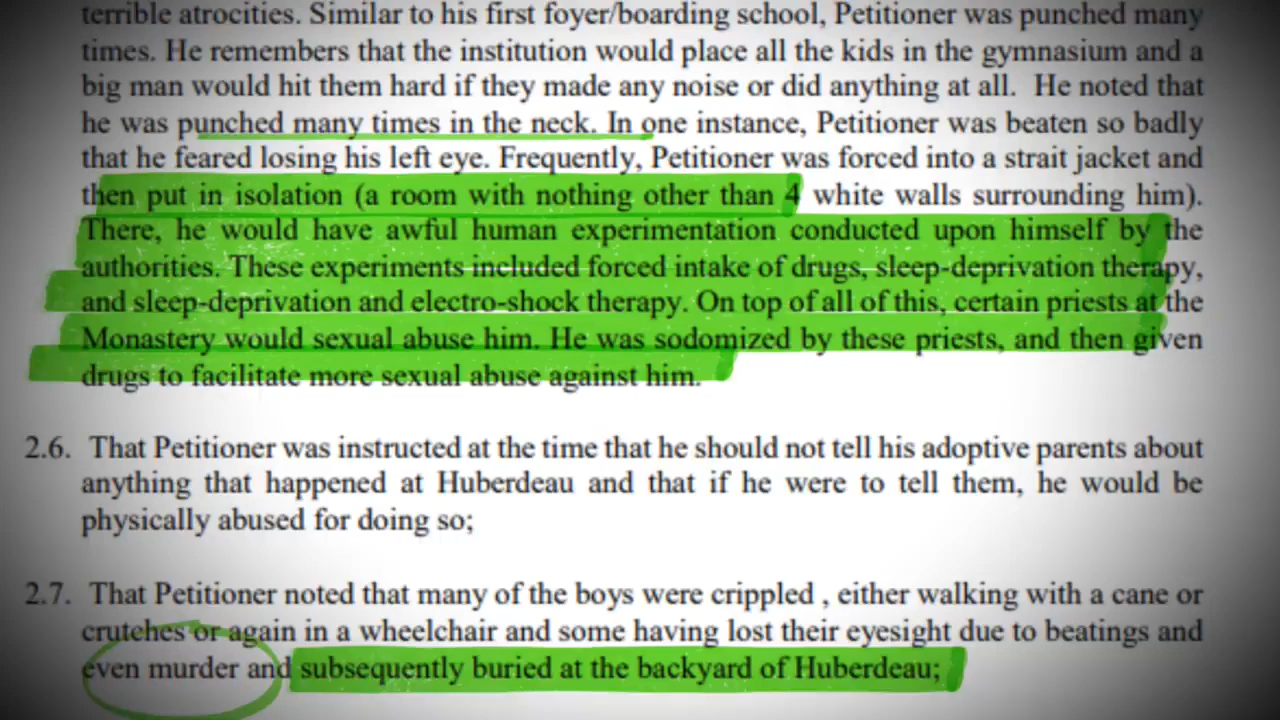 terrible atrocities. Similar to his first foyer/boarding school, Petitioner was punched many
times. He remembers that the institution would place all the kids in the gymnasium and a
big man would hit them hard if they made any noise or did anything at all. He noted that
he was punched many times in the neck. In one instance, Petitioner was beaten so badly
that he feared losing his left eye. Frequently, Petitioner was forced into a strait jacket and
then put in isolation (a room with nothing other than 4 white walls surrounding him).
There, he would have awful human experimentation conducted upon himself by the
authorities. These experiments included forced intake of drugs, sleep-deprivation therapy,
and sleep-deprivation and electro-shock therapy. On top of all of this, certain priests at the
Monastery would sexual abuse him. He was sodomized by these priests, and then given
drugs to facilitate more sexual abuse against him.
2.6. That Petitioner was instructed at the time that he should not tell his adoptive parents about
anything that happened at Huberdeau and that if he were to tell them, he would be
physically abused for doing so;
2.7. That Petitioner noted that many of the boys were crippled , either walking with a cane or
crutches or again in a wheelchair and some having lost their eyesight due to beatings and
even murder and subsequently buried at the backyard of Huberdeau;